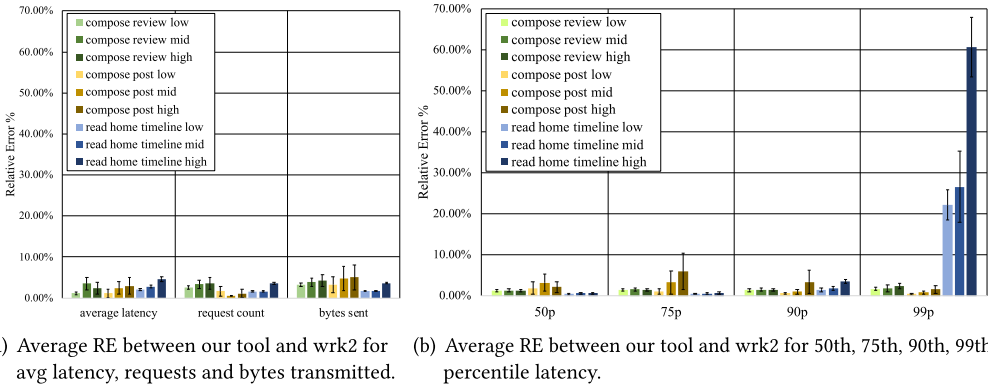 70.00%
60.00%
50.00%
40.00%
30.00%
20.00%
10.00%
0.00%
Relative Error %
compose review low
compose review mid
compose review high
compose post low
compose post mid
compose post high
read home timeline low
read home timeline mid
read home timeline high
average latency request count bytes sent
) Average RE between our tool and wrk2 for
avg latency, requests and bytes transmitted.
70.00%
60.00%
50.00%
40.00%
30.00%
20.00%
10.00%
0.00%
Relative Error %
compose review low
compose review mid
compose review high
compose post low
compose post mid
compose post high
read home timeline low
read home timeline mid
read home timeline high
50p 75p 90p 99p
(b) Average RE between our tool and wrk2 for 50th, 75th, 90th, 99th
percentile latency.